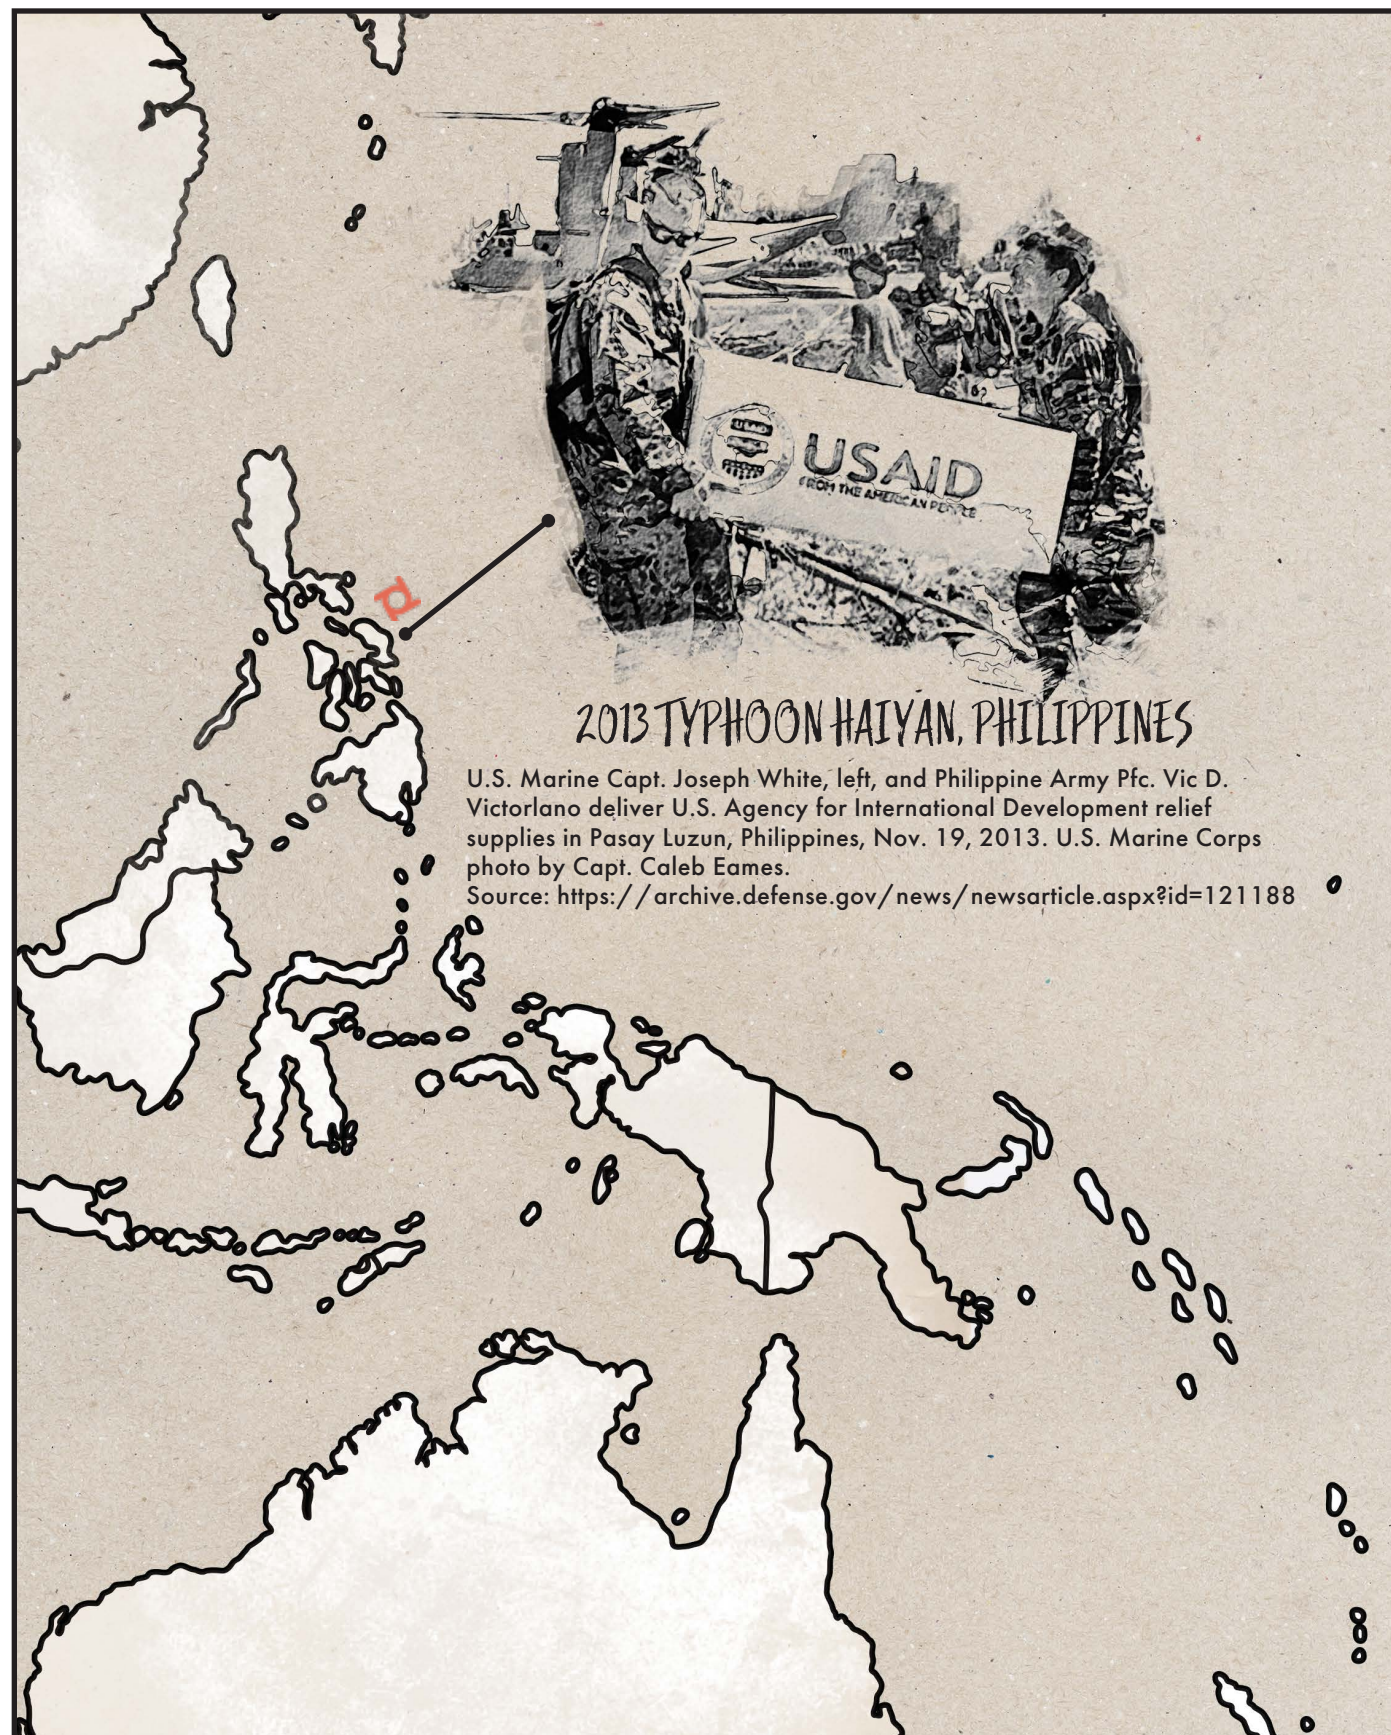 USAID
FROM THE AMERICAN PEOPLE
2013 TYPHOON HAIYAN, PHILIPPINES
U.S. Marine Capt. Joseph White, left, and Philippine Army Pfc. Vic D.
Victorlano deliver U.S. Agency for International Development relief
supplies in Pasay Luzun, Philippines, Nov. 19, 2013. U.S. Marine Corps
photo by Capt. Caleb Eames.
Source: https://archive.defense.gov/news/newsarticle.aspx?id=121188